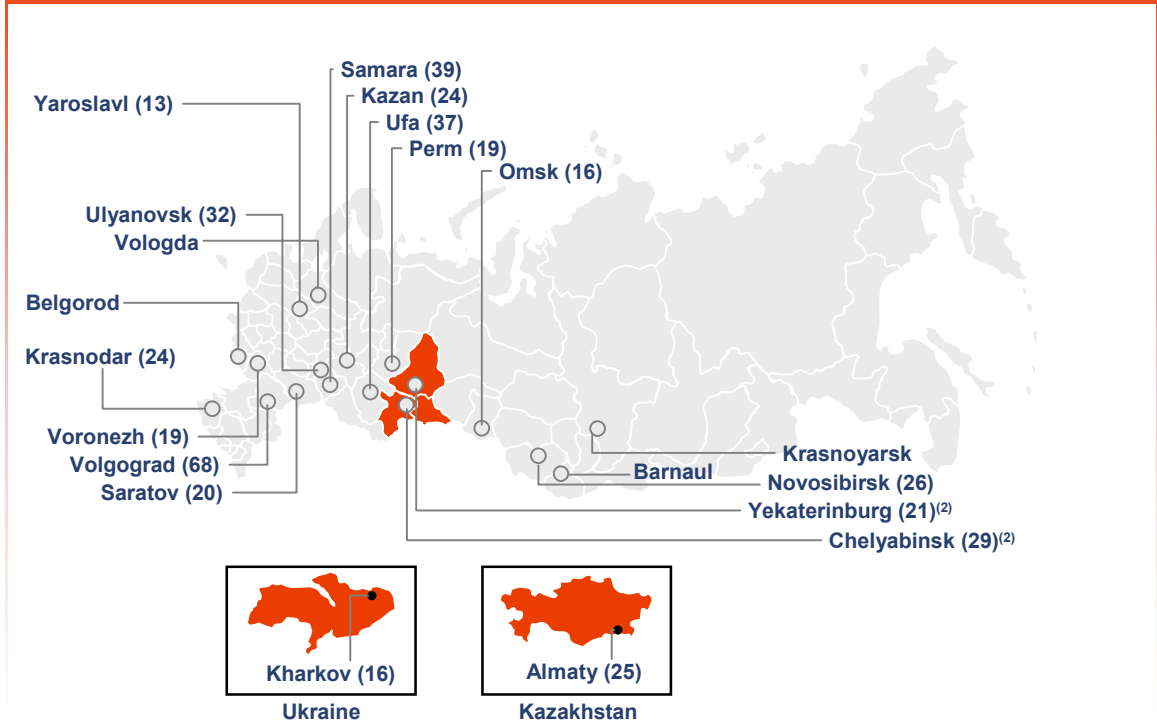 Samara (39)
Kazan (24)
Yaroslavl (13)
Ufa (37)
Perm (19)
Omsk (16)
Ulyanovsk (32)
Vologda
Belgorod
Krasnodar (24)
Voronezh (19)
Volgograd (68)
Saratov (20)
Krasnoyarsk
Barnaul
Novosibirsk (26)
Yekaterinburg (21)(2)
Chelyabinsk (29)(2)
Kharkov (16)
Ukraine
Almaty (25)
Kazakhstan